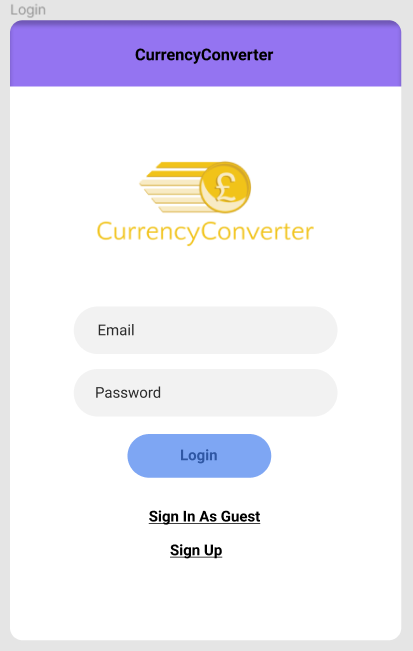 Login
CurrencyConverter
£
CurrencyConverter
Email
Password
Login
Sign In As Guest
Sign Up